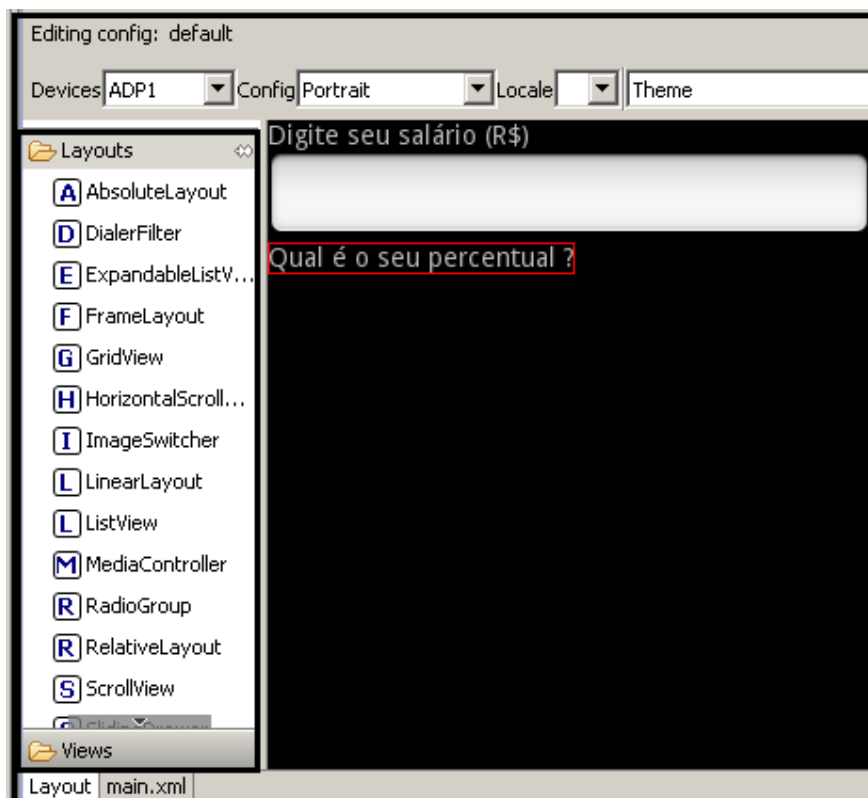 Editing config: default
Devices ADP1 Config Portrait Locale Theme
Layouts
A AbsoluteLayout
D DialerFilter
E ExpandableListV...
F FrameLayout
G GridView
H HorizontalScroll...
I ImageSwitcher
L LinearLayout
L ListView
M MediaController
R RadioGroup
R RelativeLayout
S ScrollView
Views
Digite seu salário (R$)
Qual é o seu percentual ?
Layout main.xml